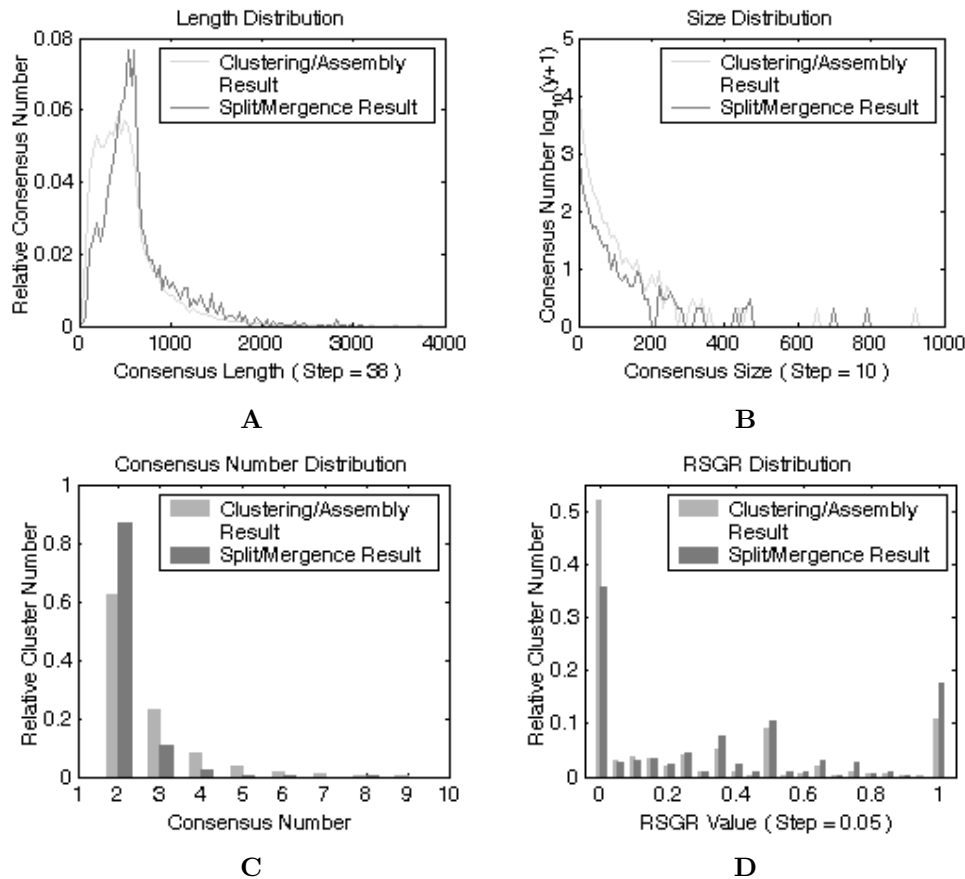 Length Distribution
0.08
0.06
0.04
0.02
0
Relative Consensus Number
Clustering/Assembly
Result
Split/Mergence Result
0 1000 2000 3000 4000
Consensus Length ( Step = 38 )
A
Size Distribution
5
4
3
2
1
0
Consensus Number log10(y+1)
Clustering/Assembly
Result
Split/Mergence Result
0 200 400 600 800 1000
Consensus Size ( Step = 10 )
B
Consensus Number Distribution
1
0.8
0.6
0.4
0.2
0
Relative Cluster Number
Clustering/Assembly
Result
Split/Mergence Result
1 2 3 4 5 6 7 8 9 10
Consensus Number
C
RSGR Distribution
0.5
0.4
0.3
0.2
0.1
0
Relative Cluster Number
Clustering/Assembly
Result
Split/Mergence Result
0 0.2 0.4 0.6 0.8 1
RSGR Value ( Step = 0.05 )
D